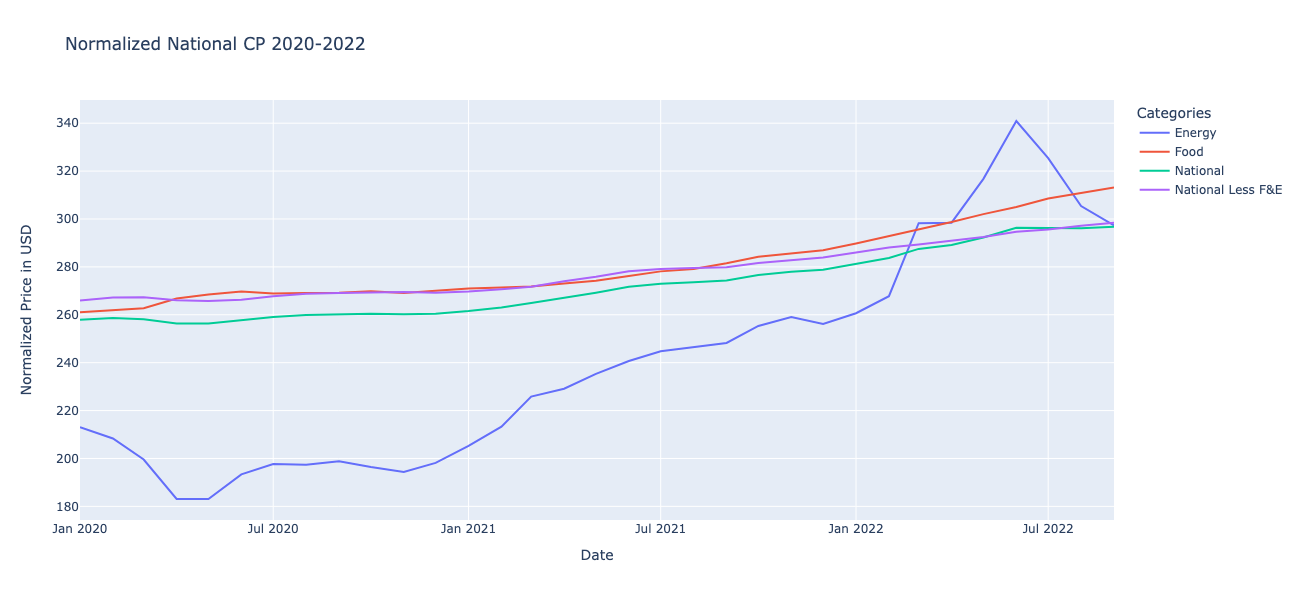 Normalized National CP 2020-2022
Categories
Energy
Food
National
National Less F&E
Normalized Price in USD
340
320
300
280
260
240
220
200
180
Jan 2020
Jul 2020
Jan 2021
Jul 2021
Jan 2022
Jul 2022
Date